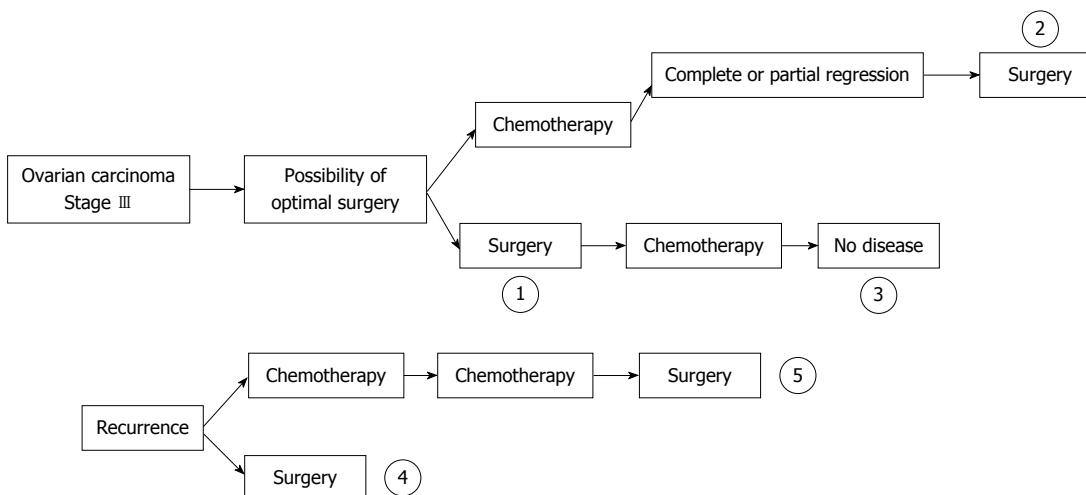 2
Complete or partial regression
Surgery
Chemotherapy
Ovarian carcinoma
Stage Ⅲ
Possibility of
optimal surgery
Surgery
Chemotherapy
No disease
1
3
Chemotherapy
Chemotherapy
Surgery
5
Recurrence
Surgery
4